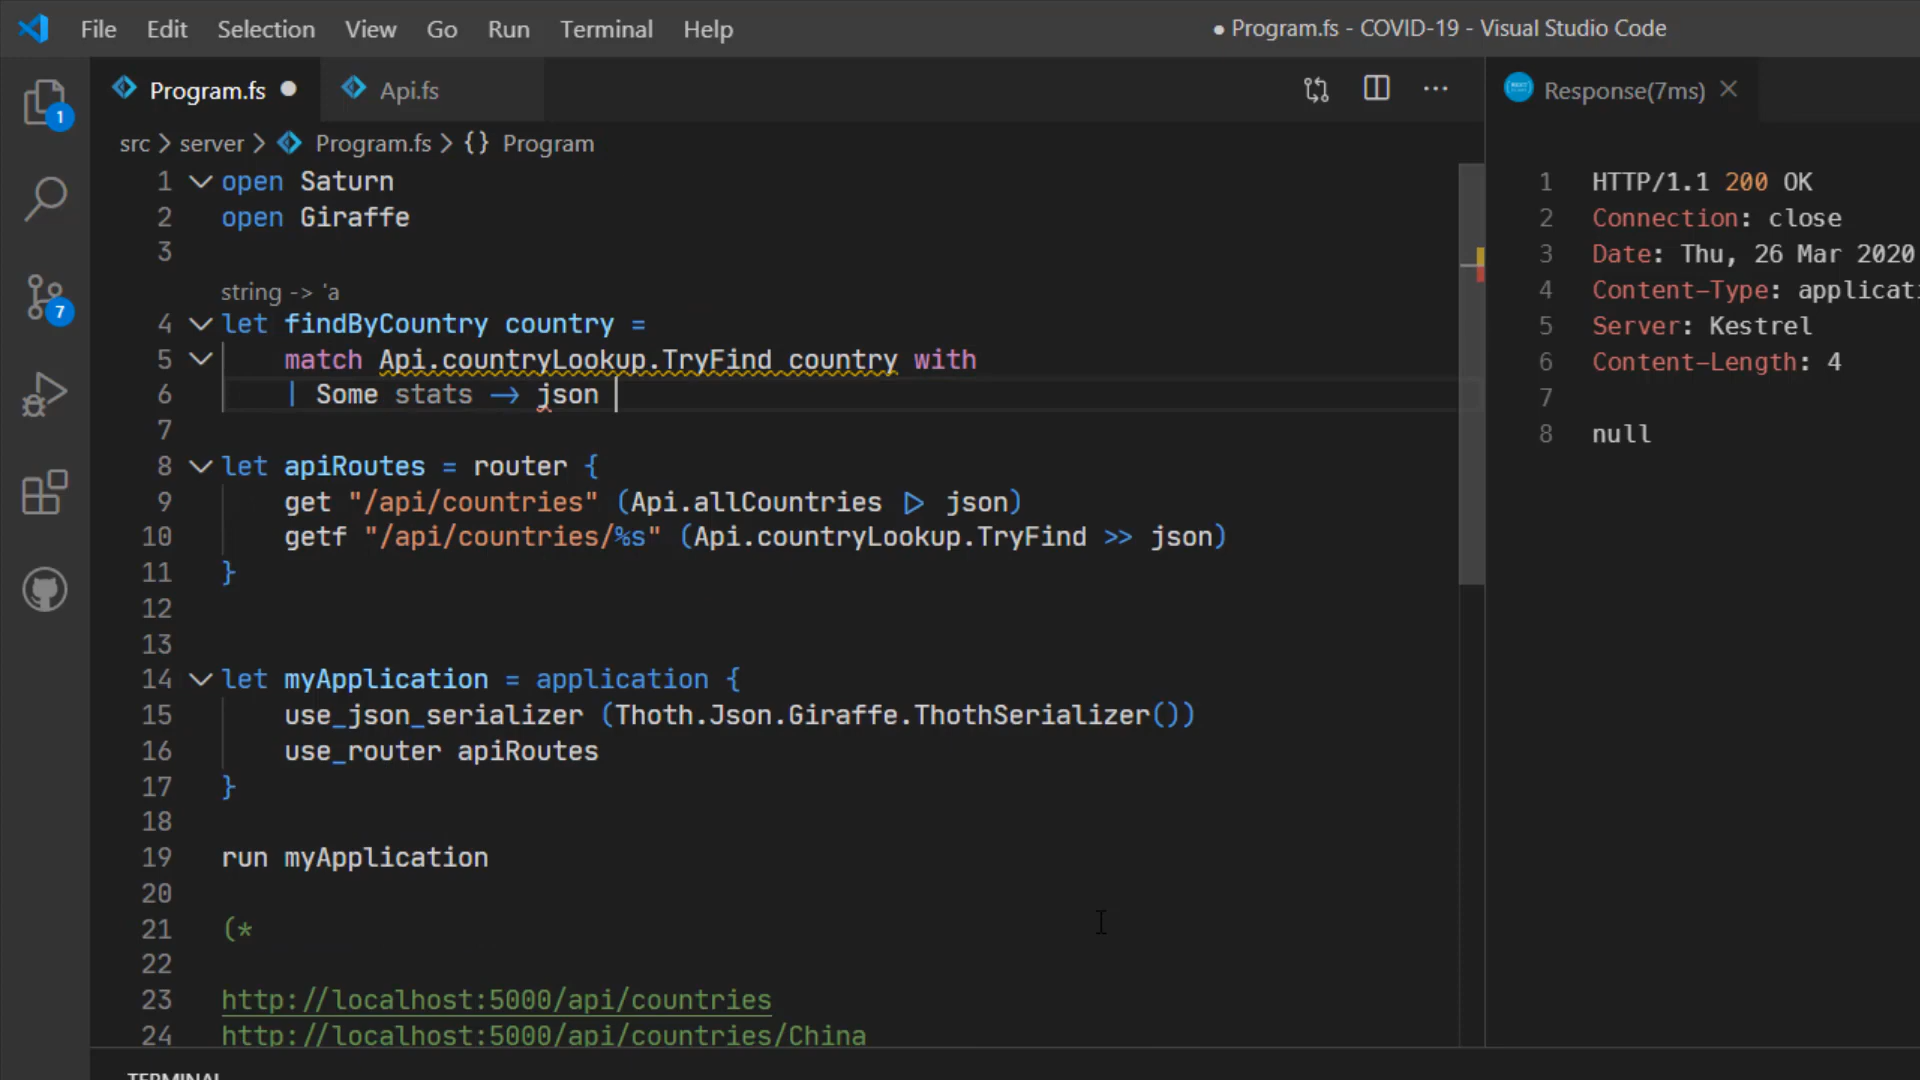 File Edit Selection View Go Run Terminal Help
● Program.fs - COVID-19 - Visual Studio Code
Program.fs ●
Api.fs
src > server > Program.fs > {} Program
1 open Saturn
2 open Giraffe
3
string -> 'a
4 let findByCountry country =
5 match Api.countryLookup.TryFind country with
6 | Some stats -> json
7
8 let apiRoutes = router {
9 get "/api/countries" (Api.allCountries |> json)
10 getf "/api/countries/%s" (Api.countryLookup.TryFind >> json)
11 }
12
13
14 let myApplication = application {
15 use_json_serializer (Thoth.Json.Giraffe.ThothSerializer())
16 use_router apiRoutes
17 }
18
19 run myApplication
20
21 (*
22
23 http://localhost:5000/api/countries
24 http://localhost:5000/api/countries/China
TERMINAL
1
7
Response(7ms)
1 HTTP/1.1 200 OK
2 Connection: close
3 Date: Thu, 26 Mar 2020
4 Content-Type: applicati
5 Server: Kestrel
6 Content-Length: 4
7
8 null